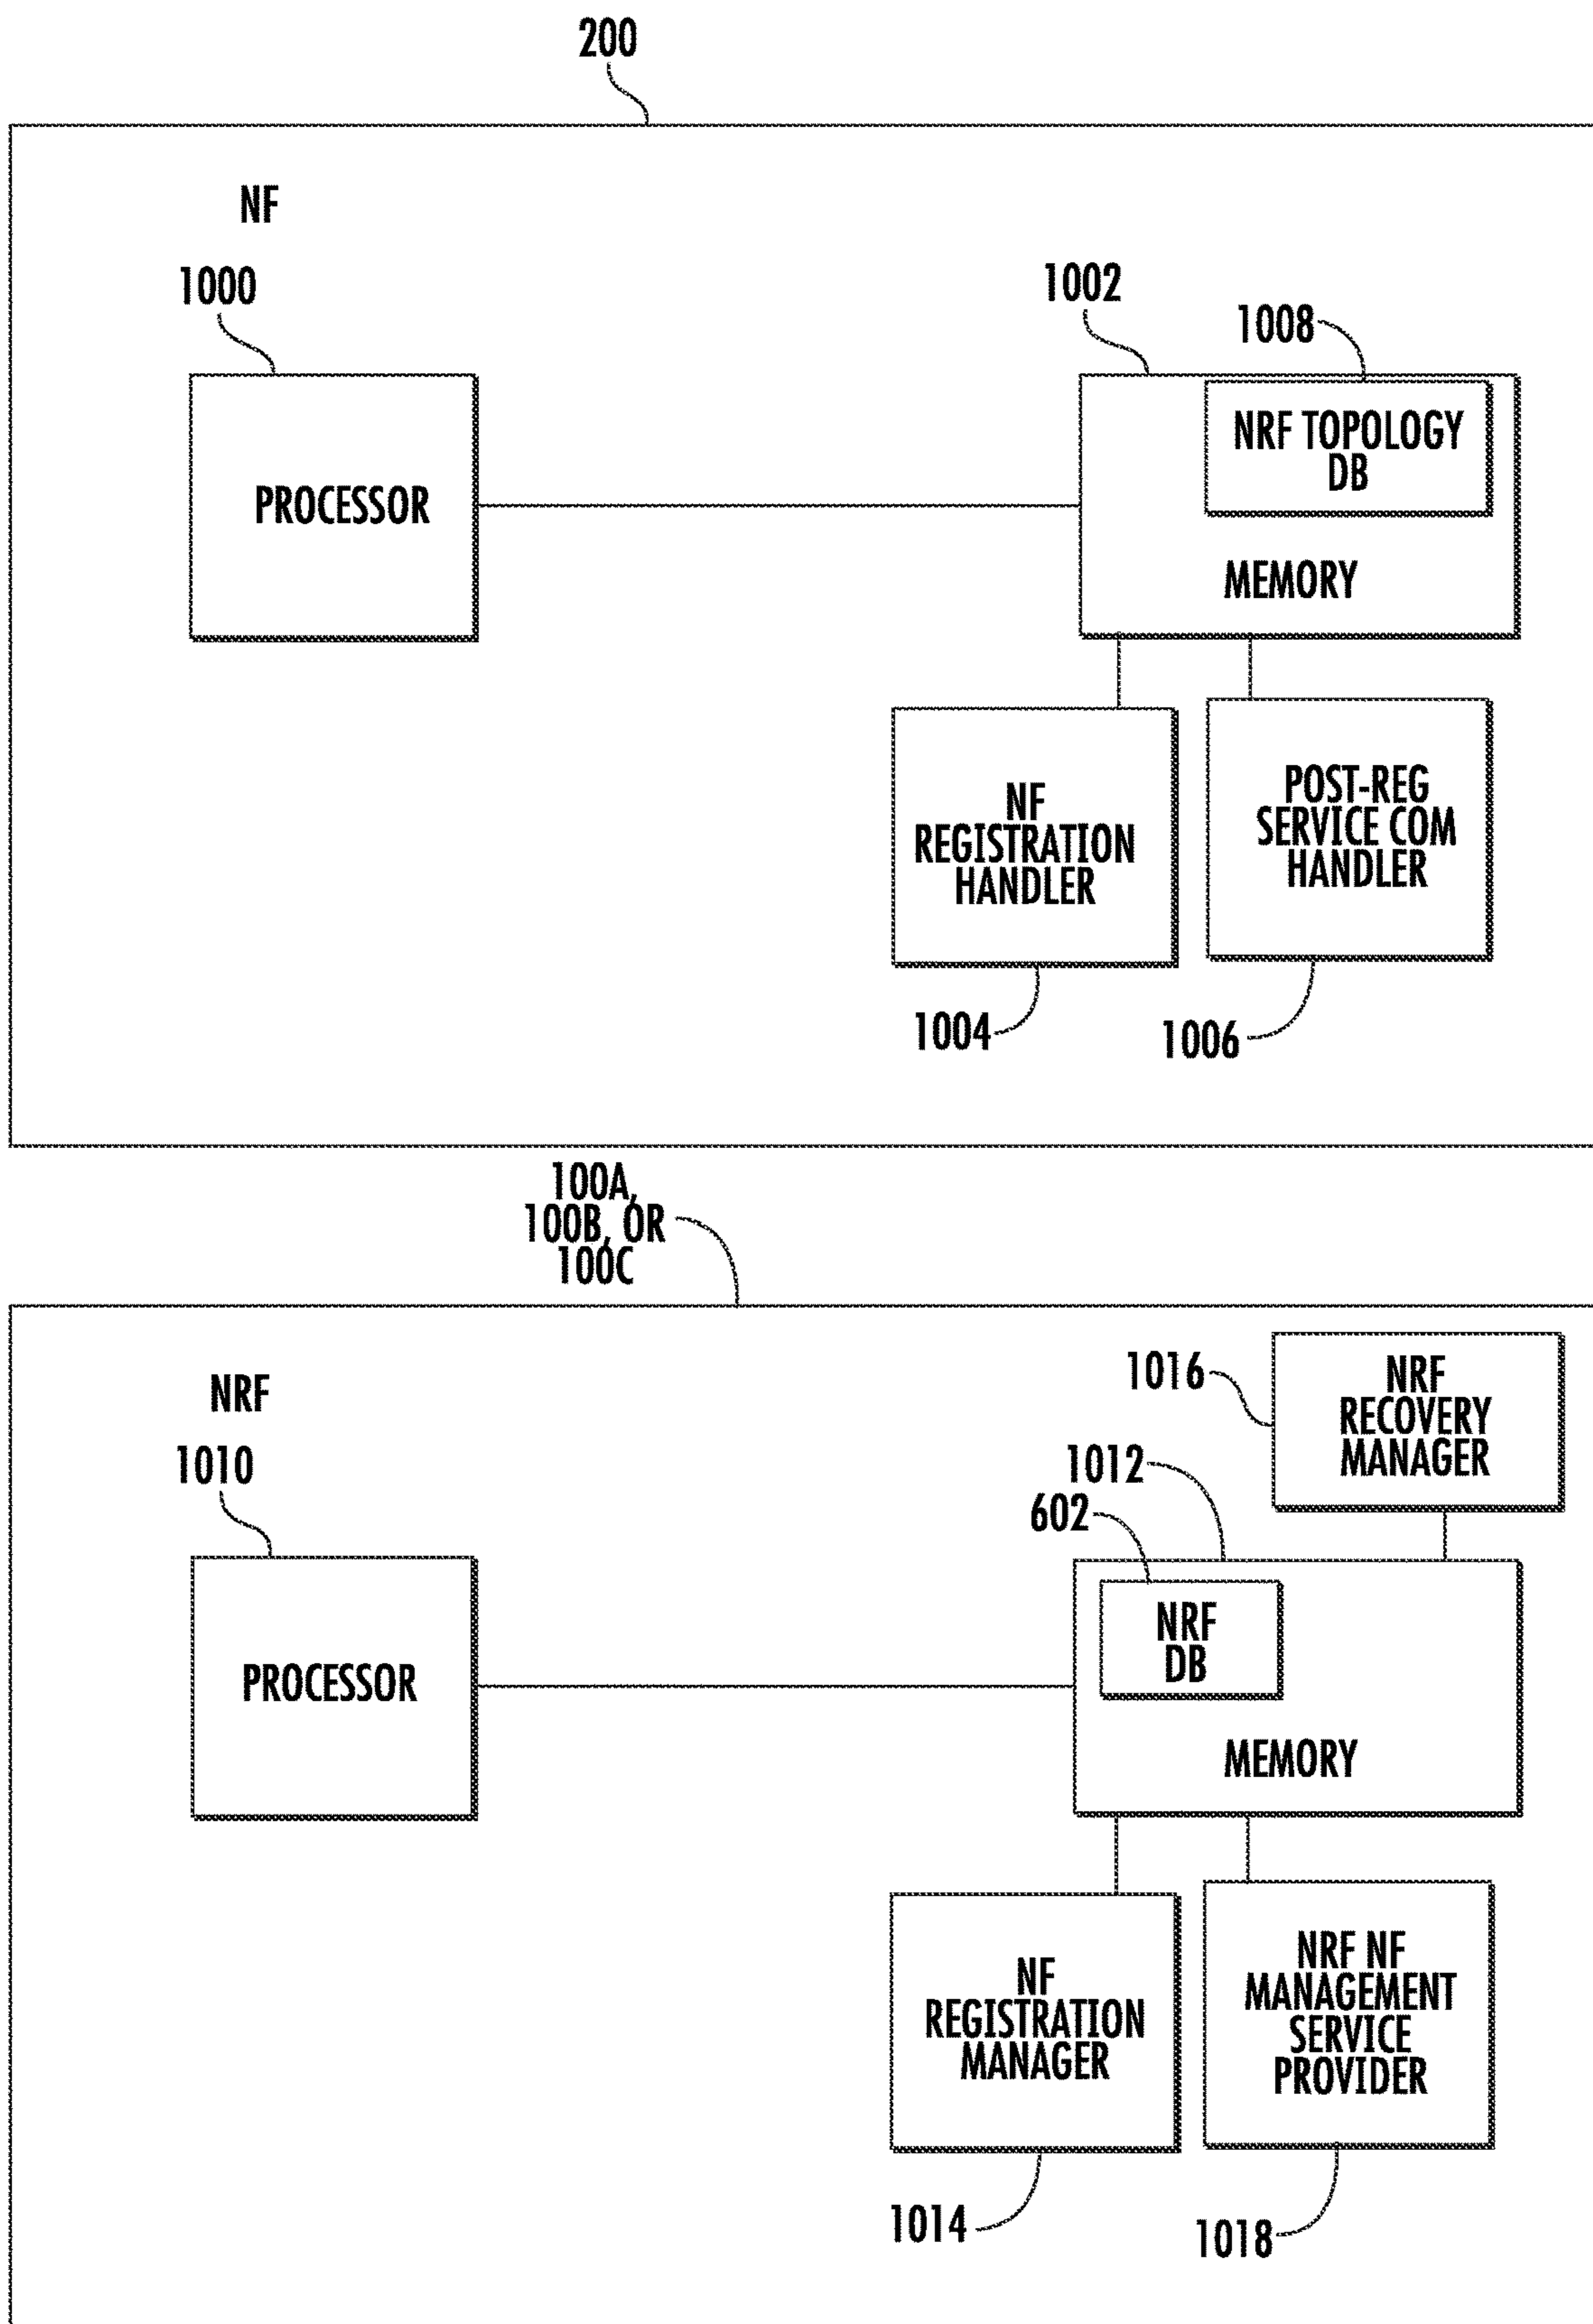 200
NF
1000
1002
1008
NRF TOPOLOGY
DB
PROCESSOR
MEMORY
NF
REGISTRATION
HANDLER
POST-REG
SERVICE COM
HANDLER
1004
1006
100A,
100B, OR
100C
NRF
1010
1016
NRF
RECOVERY
MANAGER
1012
602
NRF
DB
PROCESSOR
MEMORY
NF
REGISTRATION
MANAGER
NRF NF
MANAGEMENT
SERVICE
PROVIDER
1014
1018